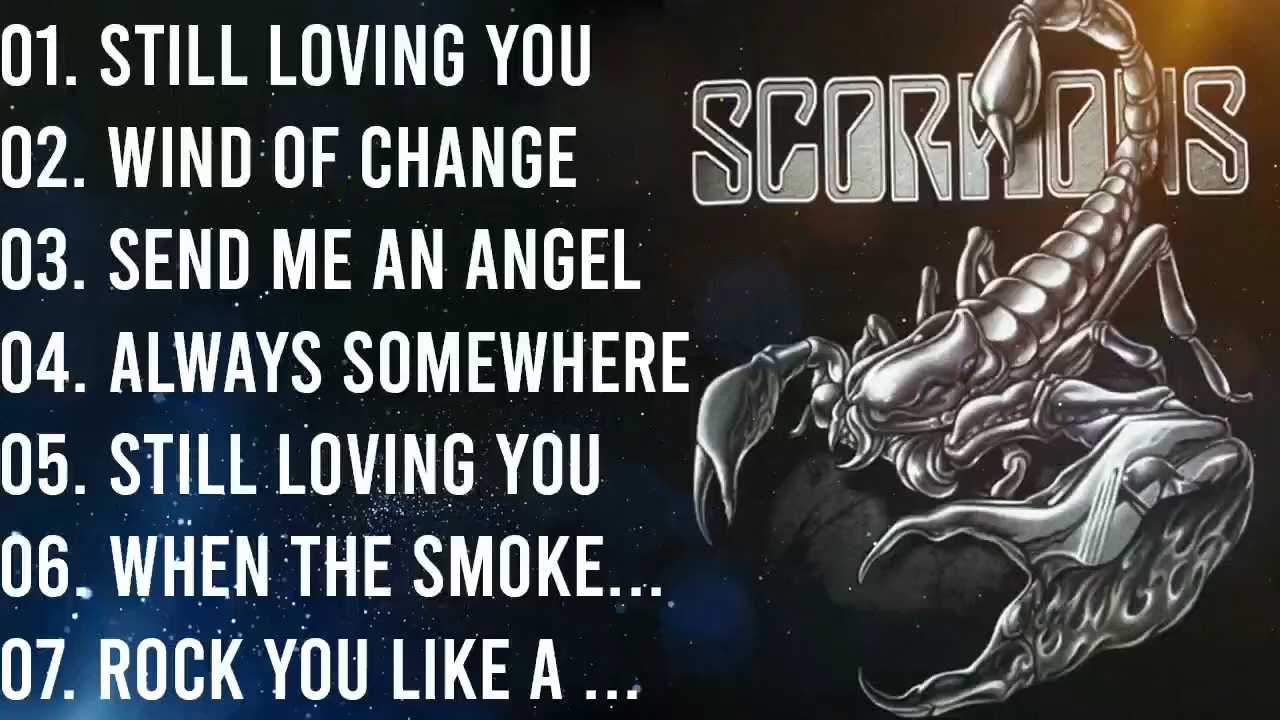 01. STILL LOVING YOU
02. WIND OF CHANGE
03. SEND ME AN ANGEL
04. ALWAYS SOMEWHERE
05. STILL LOVING YOU
06. WHEN THE SMOKE...
07. ROCK YOU LIKE A ...
SCORPIONS